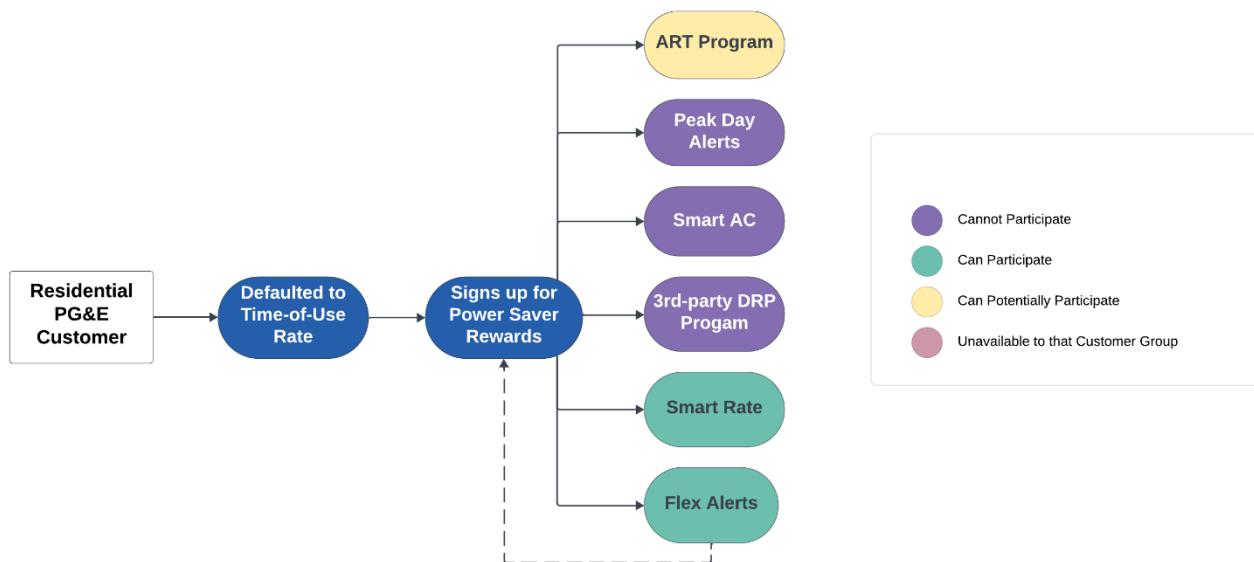 ART Program
Peak Day
Alerts
Smart AC
Residential
PG&E
Customer
Defaulted to
Time-of-Use
Rate
Signs up for
Power Saver
Rewards
3rd-party DRP
Progam
Smart Rate
Flex Alerts
Cannot Participate
Can Participate
Can Potentially Participate
Unavailable to that Customer Group